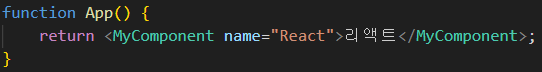 function App() {
    return <MyComponent name="React">리액트</MyComponent>;
}